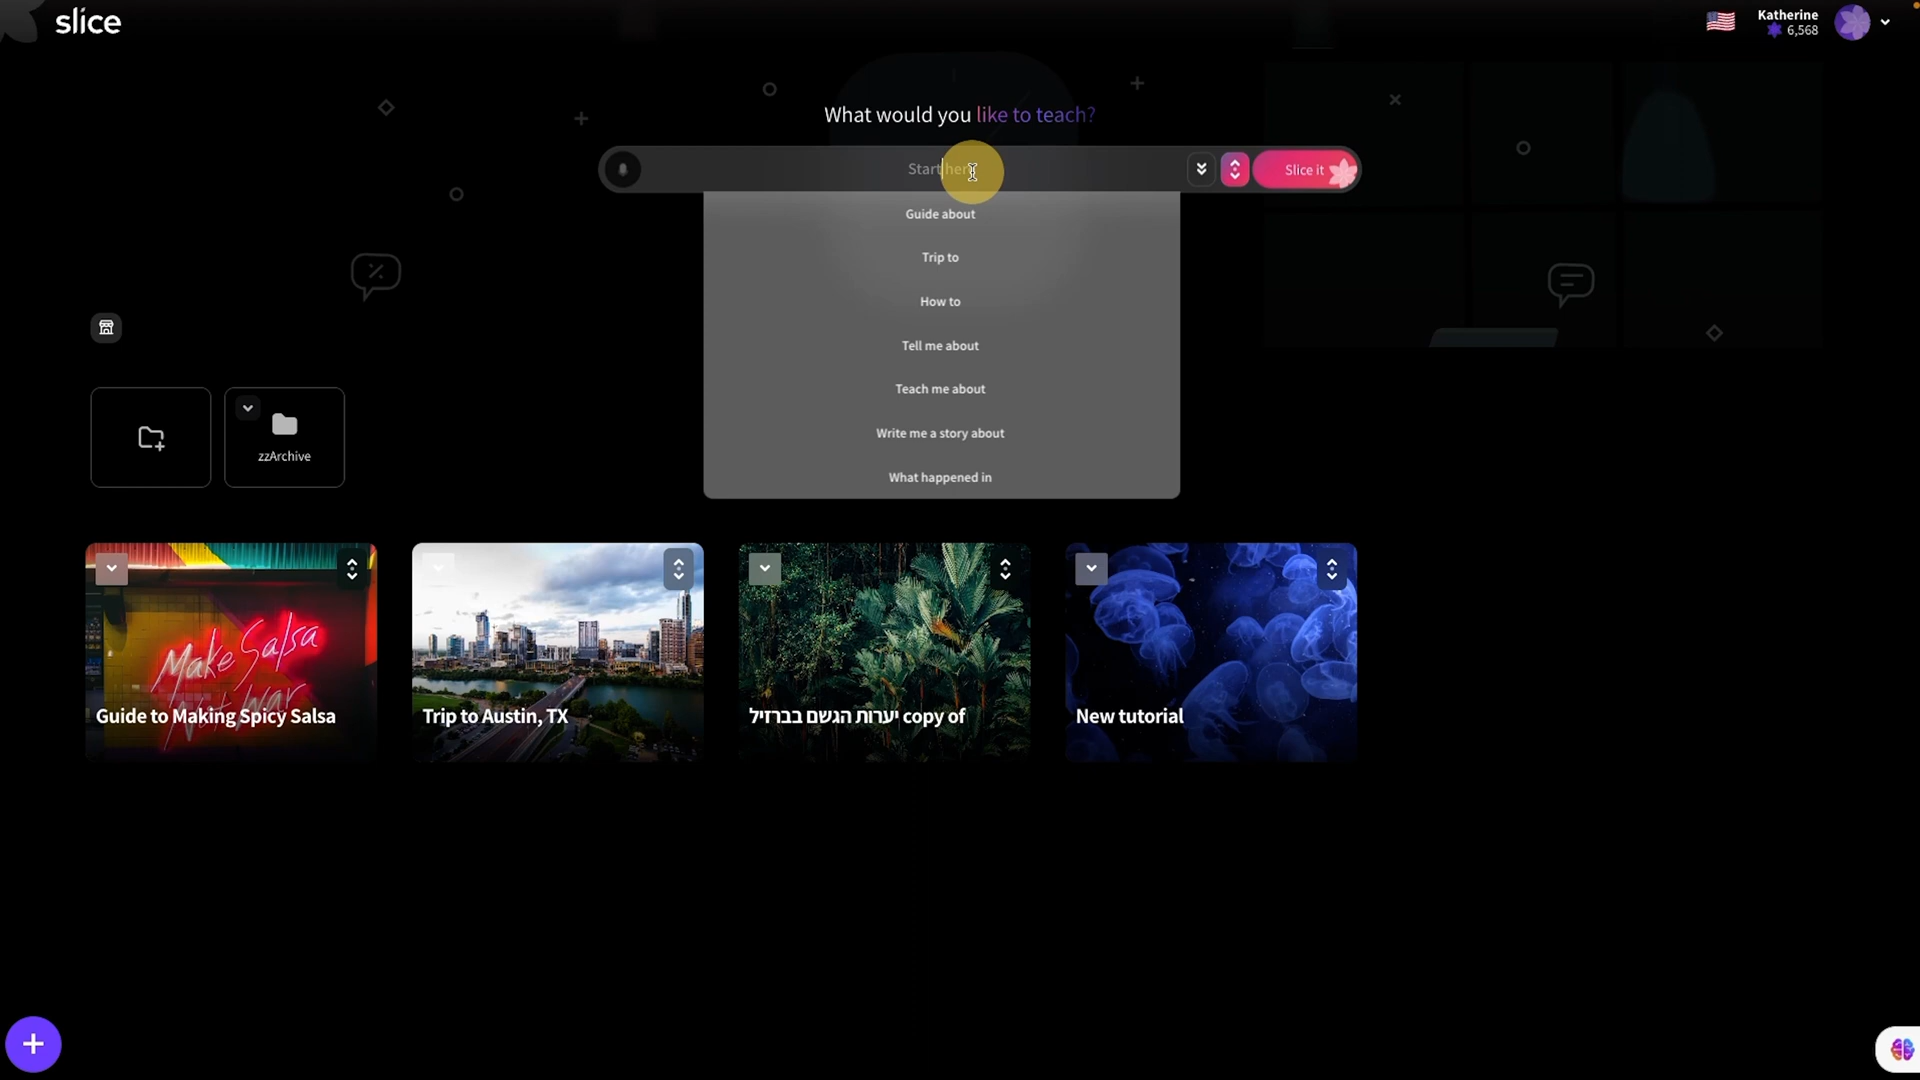 slice
Katherine
6,568
What would you like to teach?
Start here
Slice it
Guide about
Trip to
How to
Tell me about
Teach me about
Write me a story about
What happened in
zzArchive
Make Salsa
Not War
Guide to Making Spicy Salsa
Trip to Austin, TX
יערות הגשם בברזיל copy of
New tutorial